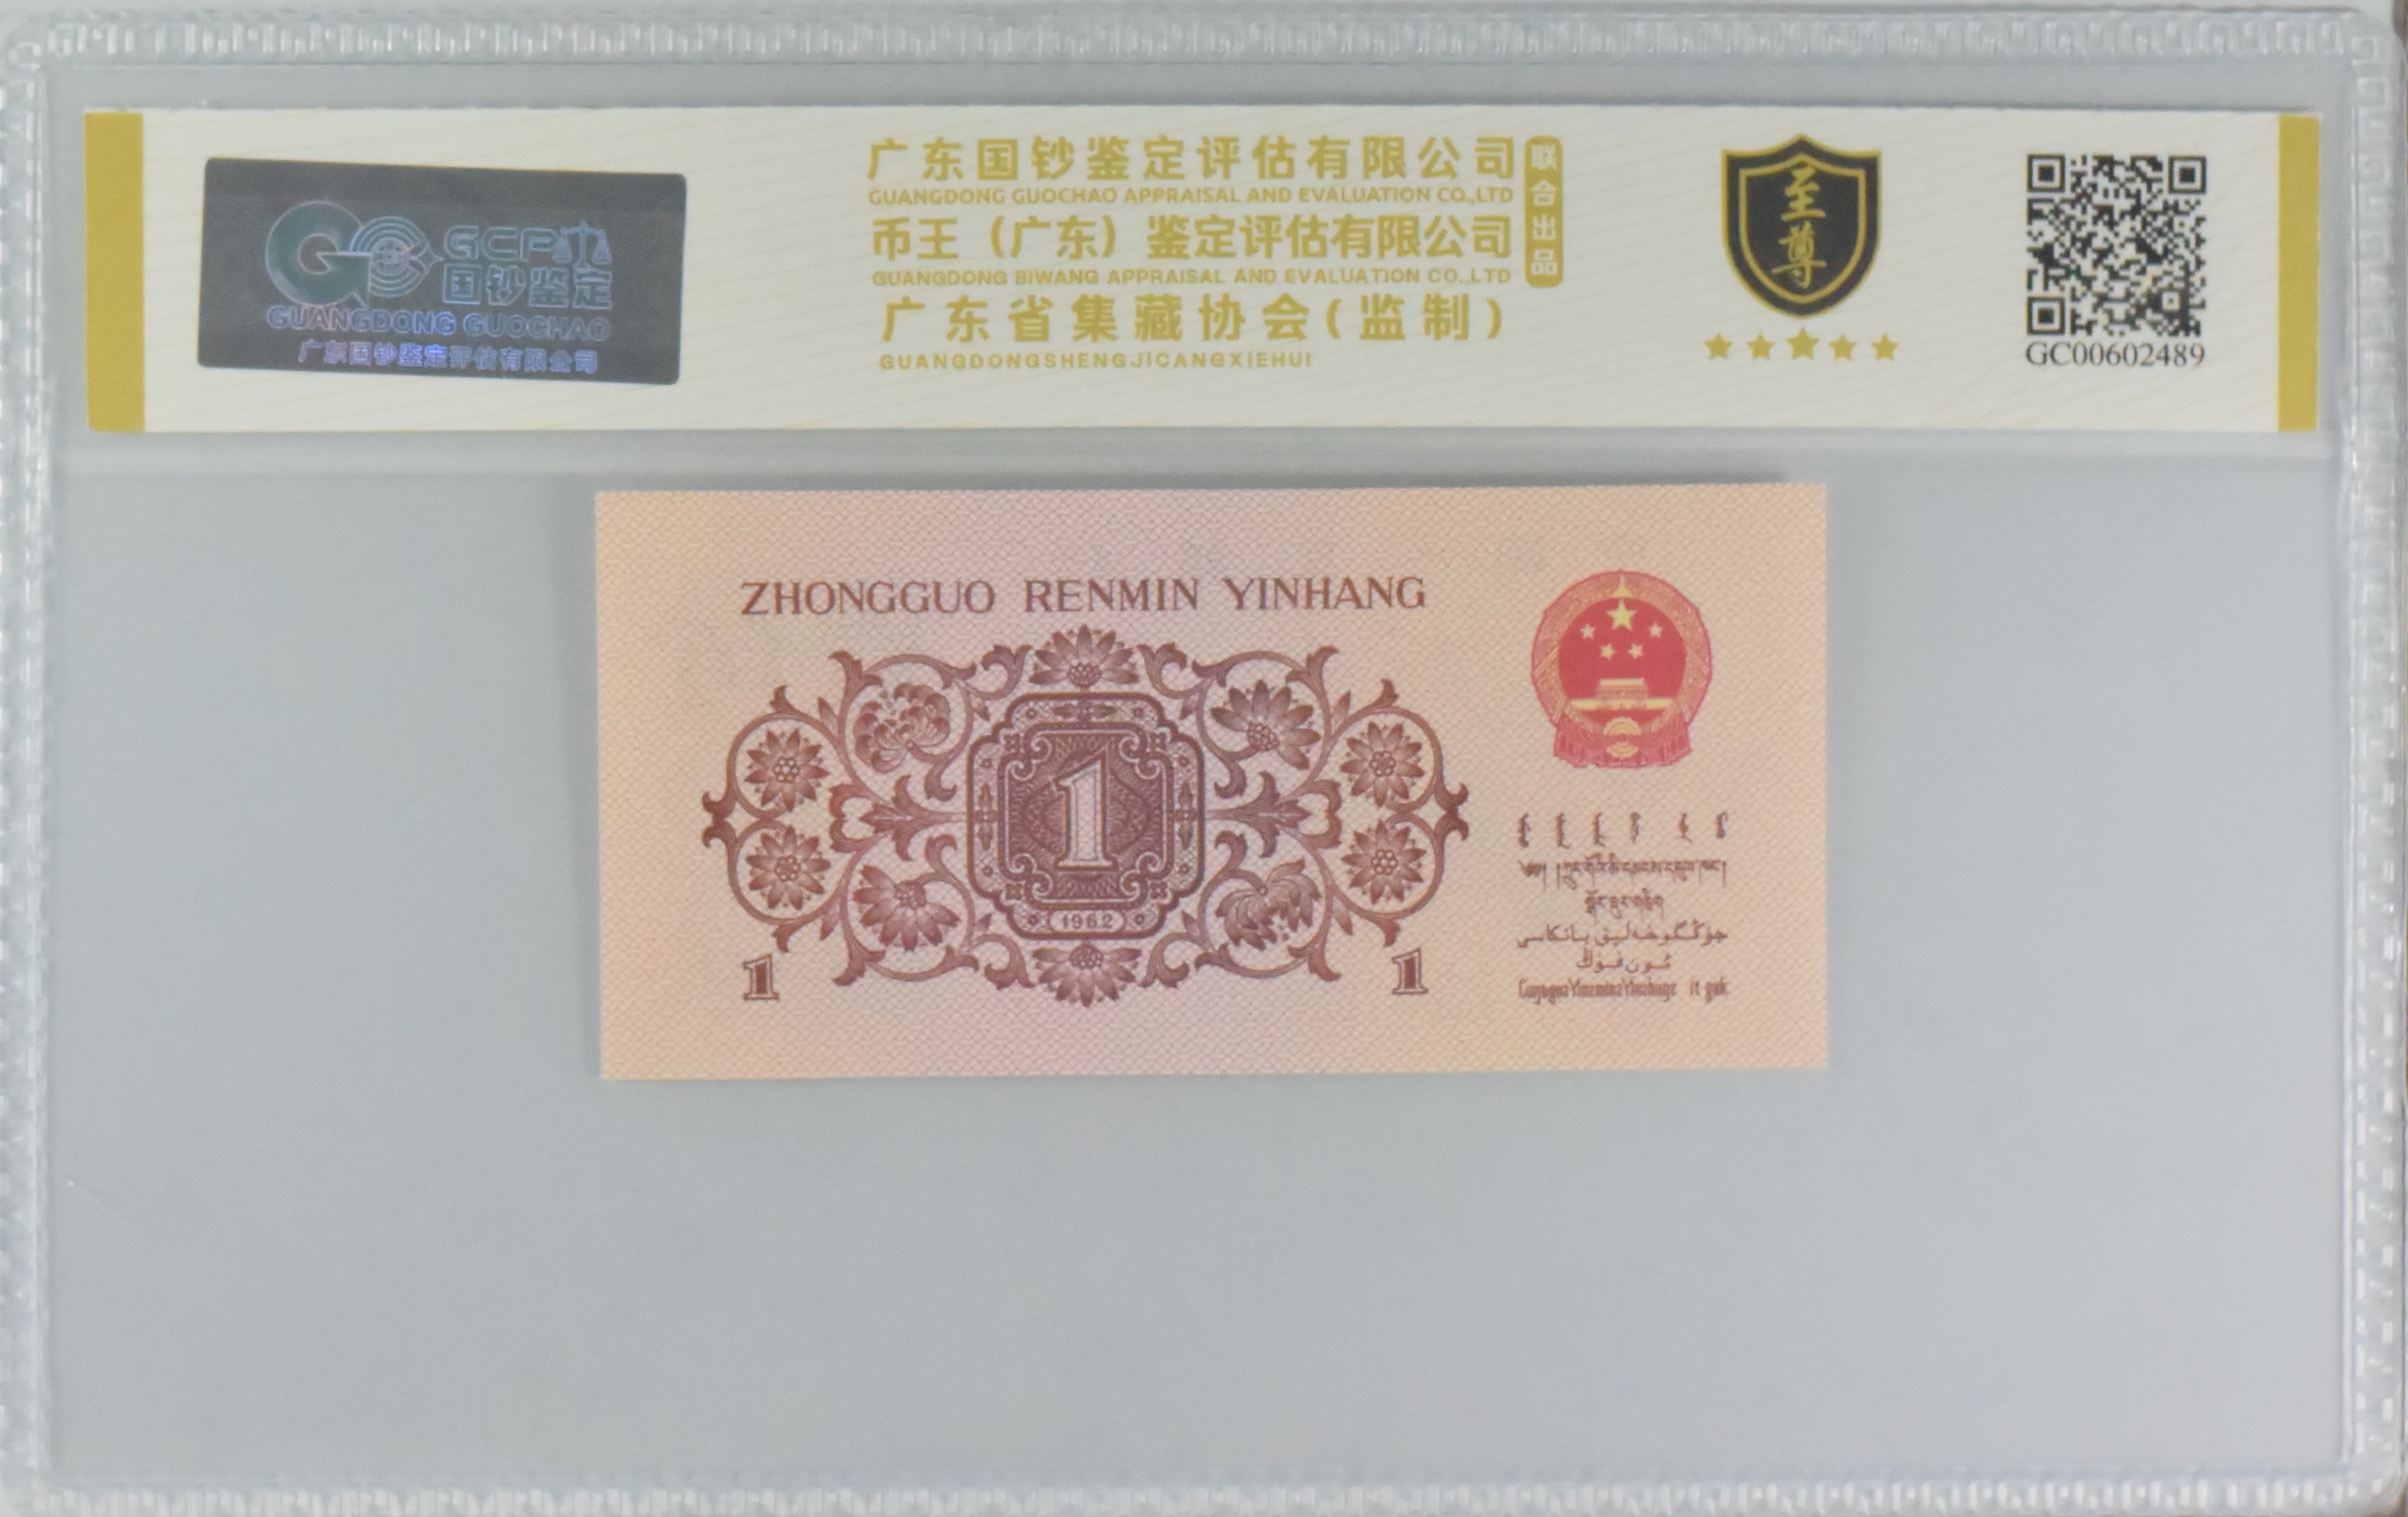 GCP
国钞鉴定
GUANGDONG GUOCHAO
广东国钞鉴定评估有限公司
广东国钞鉴定评估有限公司
GUANGDONG GUOCHAO APPRAISAL AND EVALUATION CO.,LTD
币王（广东）鉴定评估有限公司
GUANGDONG BIWANG APPRAISAL AND EVALUATION CO.,LTD
广东省集藏协会(监制)
GUANGDONGSHENGJICANGXIEHUI
联合出品
至尊
GC00602489
ZHONGGUO RENMIN YINHANG
1
1962
1
1
جۇڭگوخەلىق بانكىسى
ئون فۇڭ